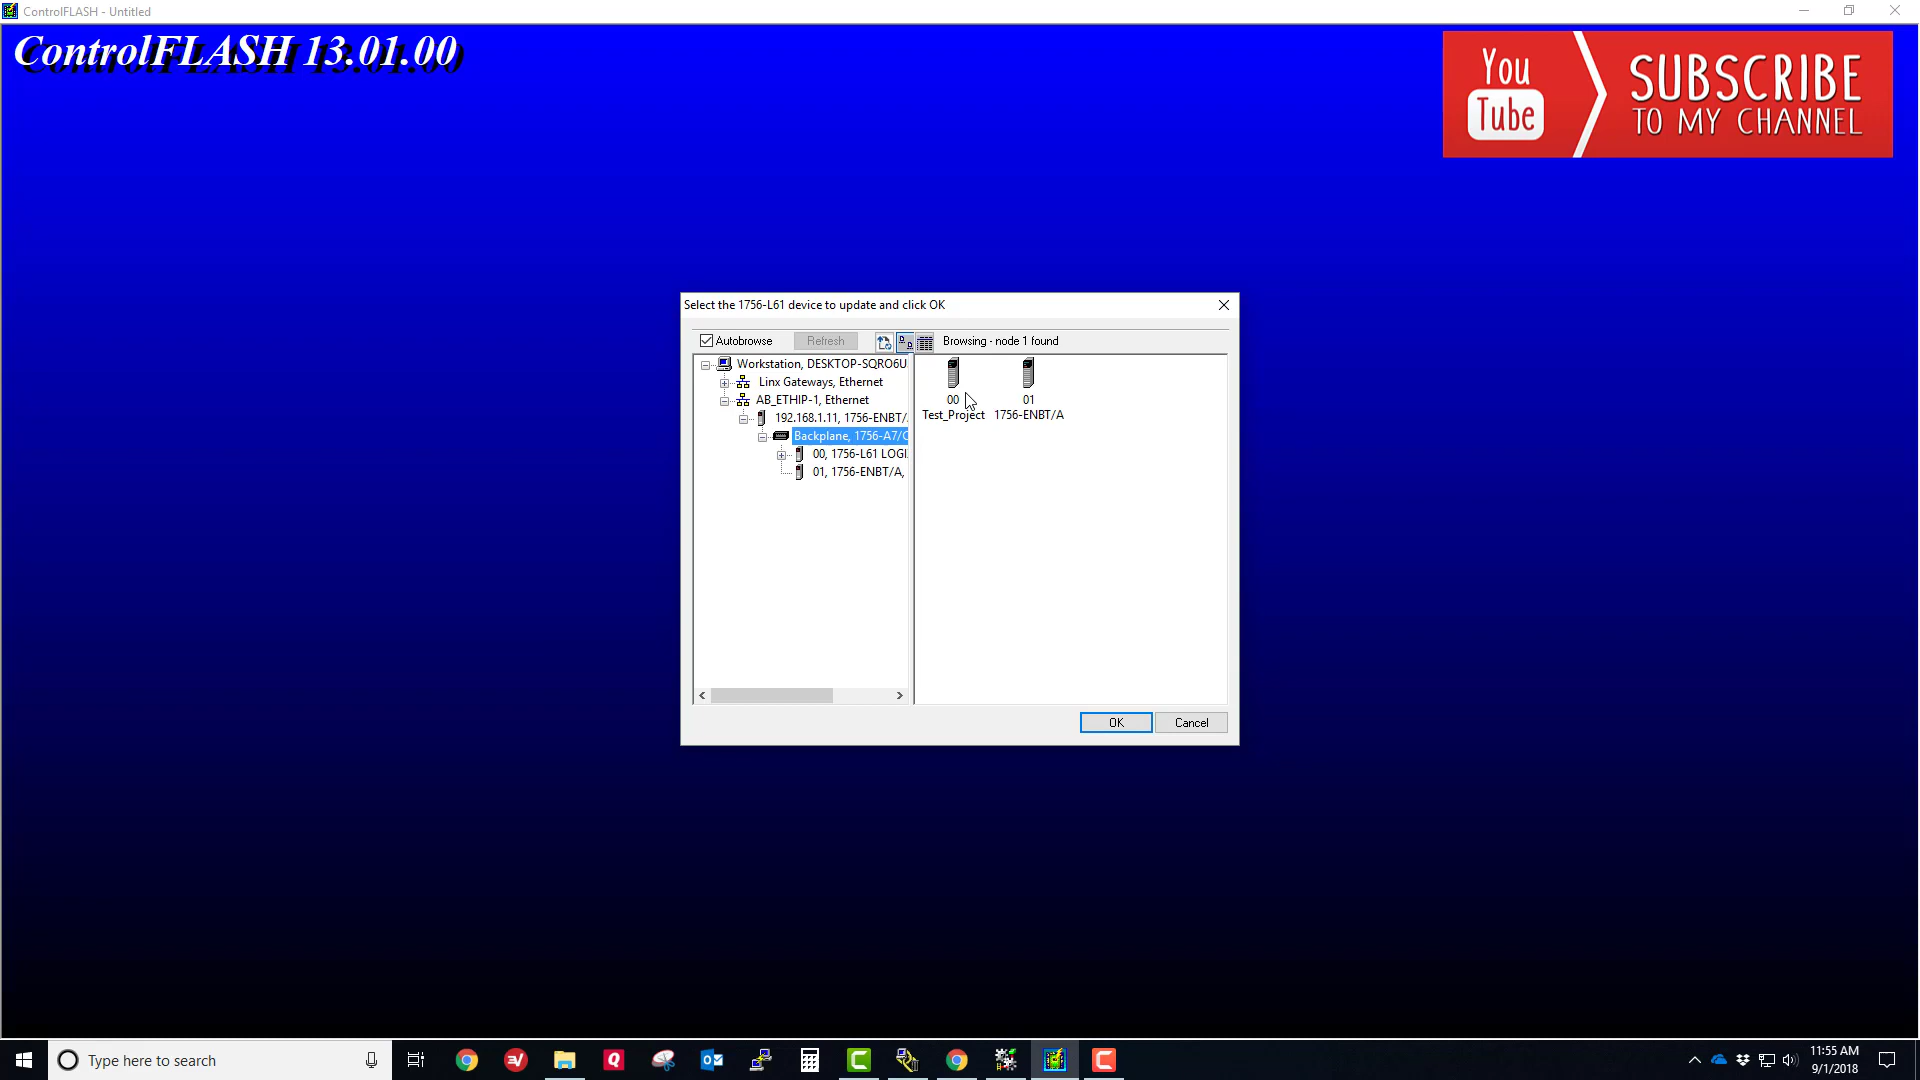 ControlFLASH - Untitled
ControlFLASH 13.01.00
You
Tube
SUBSCRIBE
TO MY CHANNEL
Select the 1756-L61 device to update and click OK
Autobrowse
Refresh
Browsing - node 1 found
Workstation, DESKTOP-SQRO6U
Linx Gateways, Ethernet
AB_ETHIP-1, Ethernet
192.168.1.11, 1756-ENBT/
Backplane, 1756-A7/C
00, 1756-L61 LOGI
01, 1756-ENBT/A,
00
Test_Project
01
1756-ENBT/A
OK
Cancel
Type here to search
11:55 AM
9/1/2018